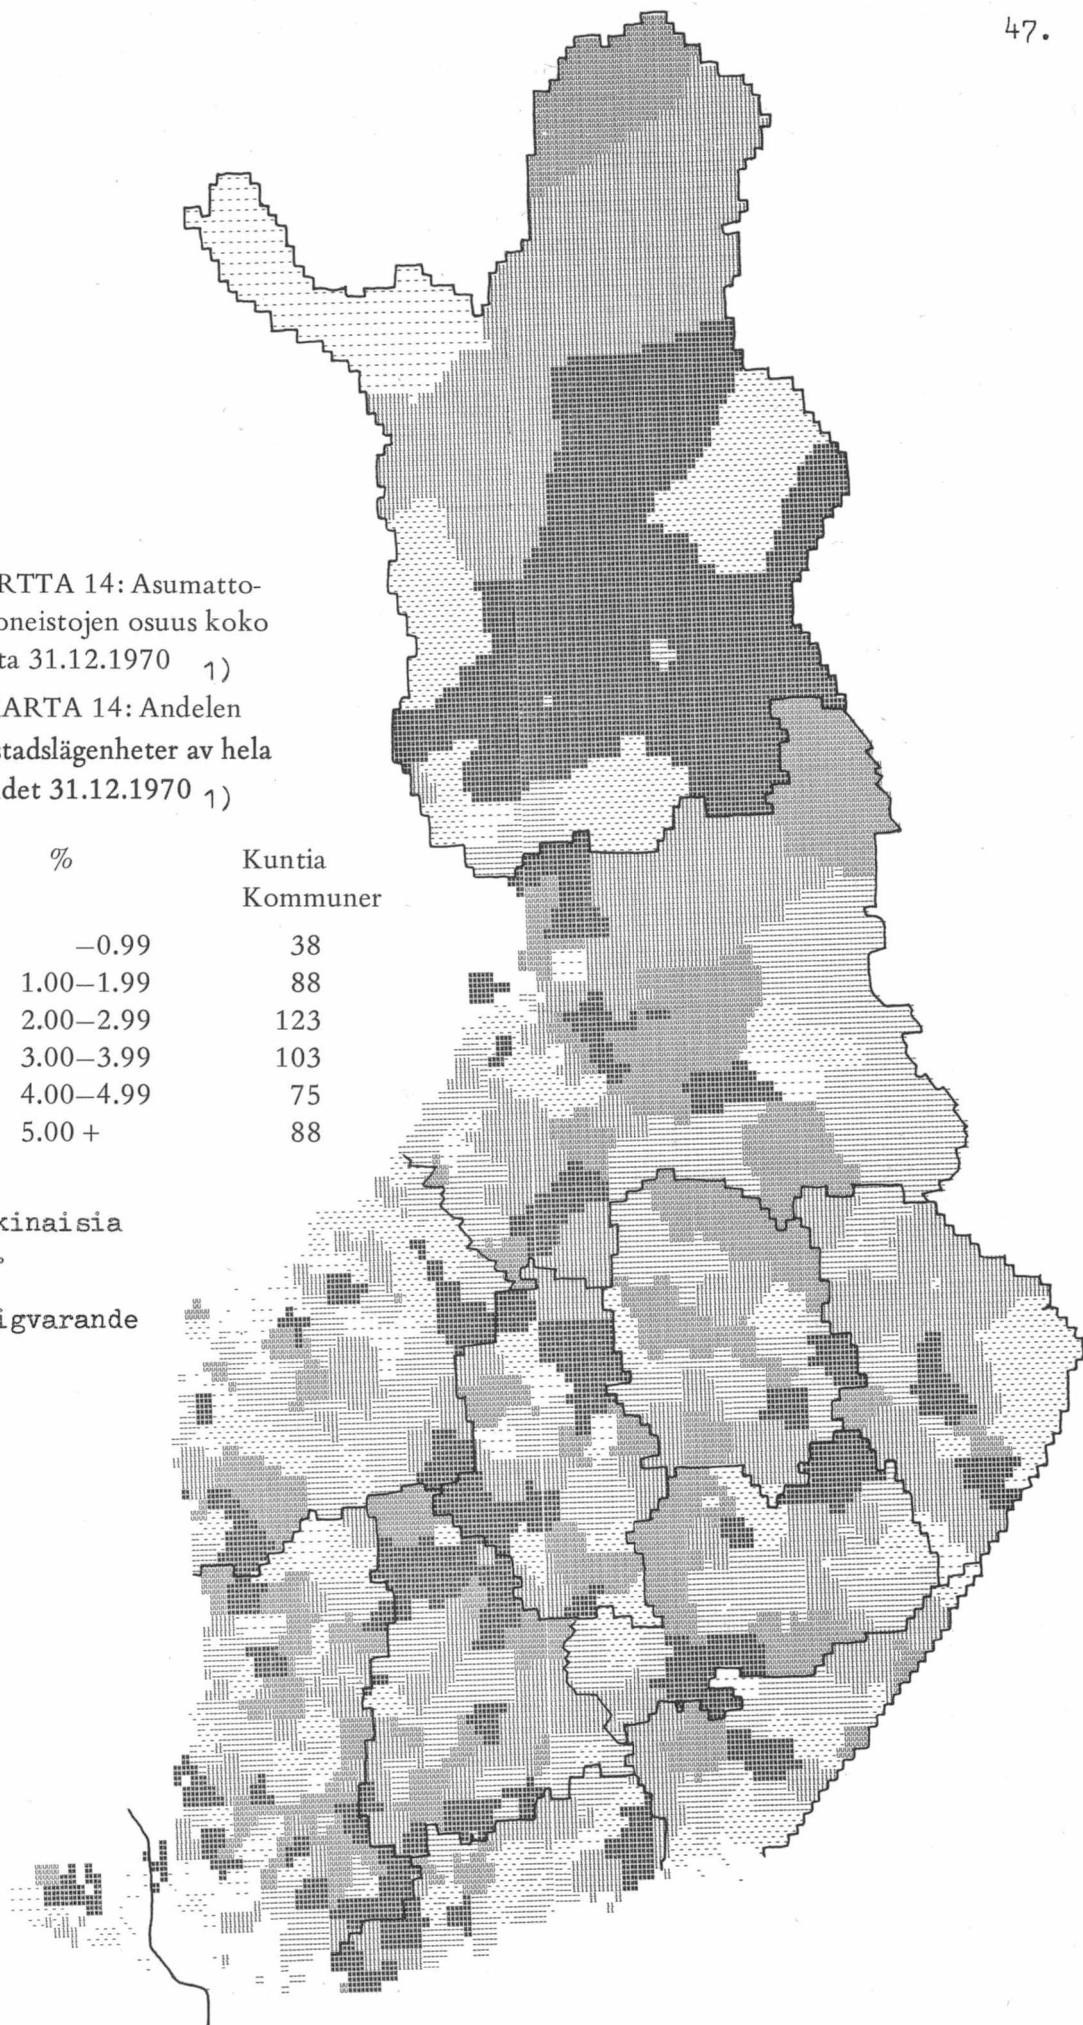 47.
RTTA 14: Asumatto-
oneistojen osuus koko
ta 31.12.1970 1)
ARTA 14: Andelen
stadslägenheter av hela
det 31.12.1970 1)
% Kuntia
Kommuner
–0.99 38
1.00–1.99 88
2.00–2.99 123
3.00–3.99 103
4.00–4.99 75
5.00 + 88
kinaisia
igvarande